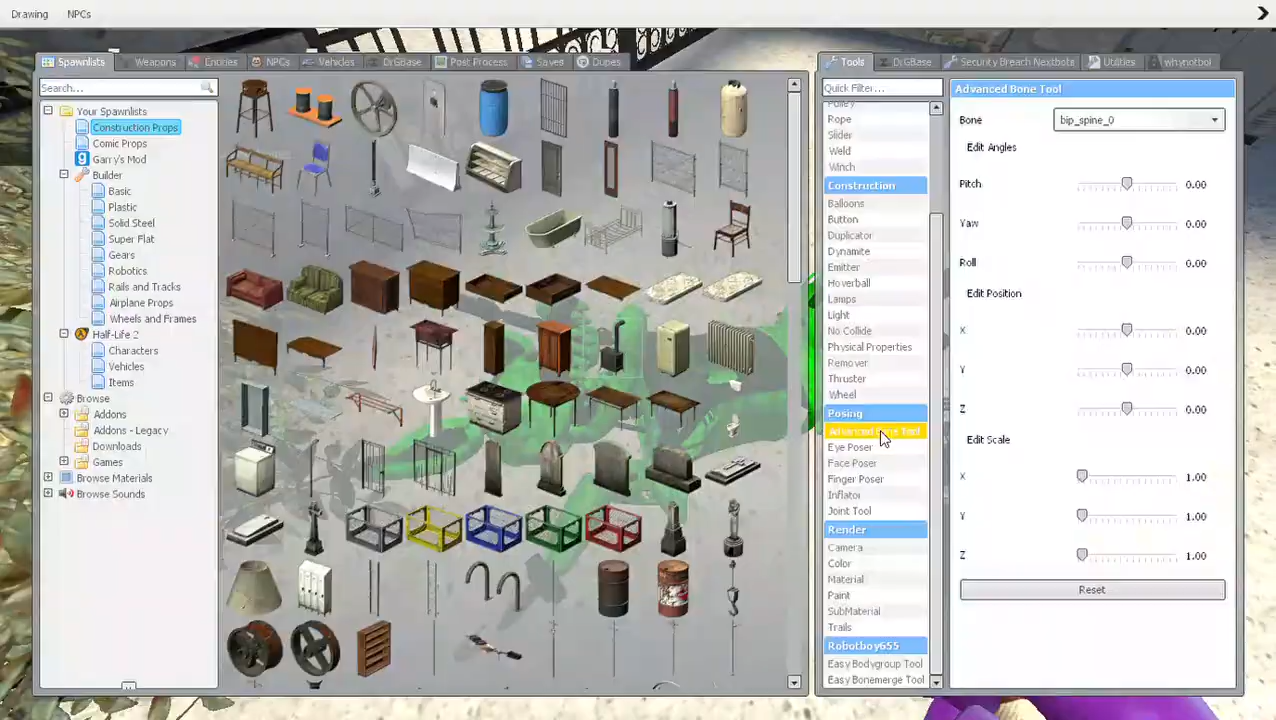 Drawing
NPCs
Spawnlists
Weapons
Entities
NPCs
Vehicles
DrGBase
Post Process
Saves
Dupes
Search...
Your Spawnlists
Construction Props
Comic Props
Garry's Mod
Builder
Basic
Plastic
Solid Steel
Super Flat
Gears
Robotics
Rails and Tracks
Airplane Props
Wheels and Frames
Half-Life 2
Characters
Vehicles
Items
Browse
Addons
Addons - Legacy
Downloads
Games
Browse Materials
Browse Sounds
Tools
DrGBase
Security Breach Nextbots
Utilities
whynotboi
Quick Filter...
Pulley
Rope
Slider
Weld
Winch
Construction
Balloons
Button
Duplicator
Dynamite
Emitter
Hoverball
Lamps
Light
No Collide
Physical Properties
Remover
Thruster
Wheel
Posing
Advanced Bone Tool
Eye Poser
Face Poser
Finger Poser
Inflator
Joint Tool
Render
Camera
Color
Material
Paint
SubMaterial
Trails
Robotboy655
Easy Bodygroup Tool
Easy Bonemerge Tool
Advanced Bone Tool
Bone bip_spine_0
Edit Angles
Pitch 0.00
Yaw 0.00
Roll 0.00
Edit Position
X 0.00
Y 0.00
Z 0.00
Edit Scale
X 1.00
Y 1.00
Z 1.00
Reset